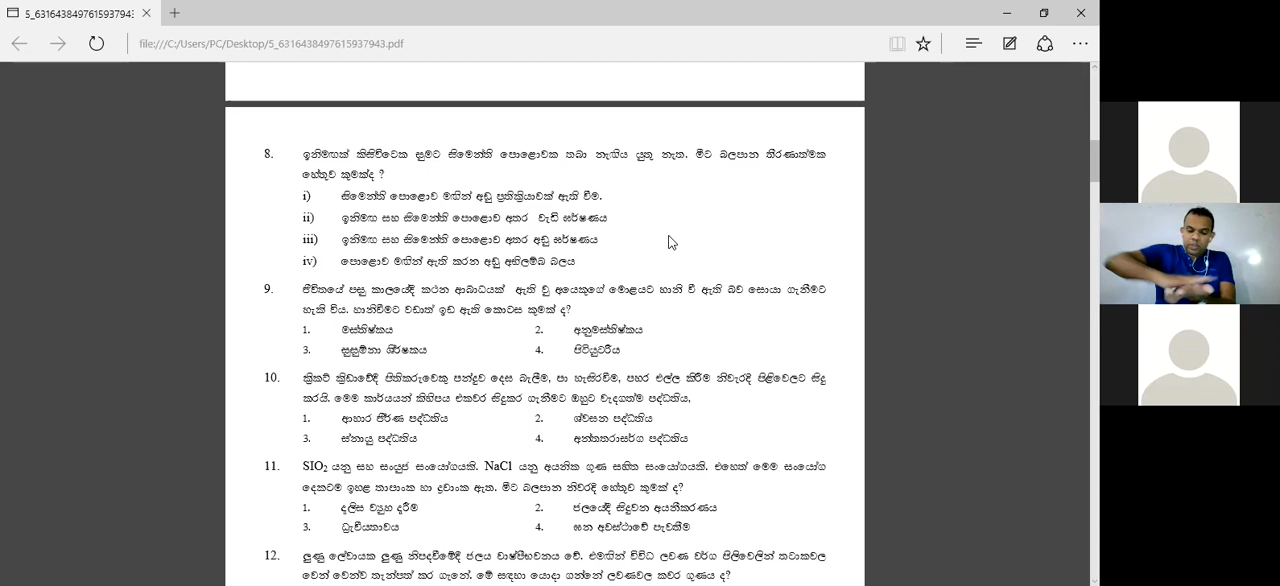 5_6316438497615937943.
file:///C:/Users/PC/Desktop/5_6316438497615937943.pdf
8. ඉනිමඟක් කිසිවිටෙක සුමට සිමෙන්ති පොළොවක තබා නැඟිය යුතු නැත. මීට බලපාන තීරණාත්මක
හේතුව කුමක්ද ?
i) සිමෙන්ති පොළොව මඟින් අඩු ප්‍රතික්‍රියාවක් ඇති වීම.
ii) ඉනිමඟ සහ සිමෙන්ති පොළොව අතර වැඩි ඝර්ෂණය
iii) ඉනිමඟ සහ සිමෙන්ති පොළොව අතර අඩු ඝර්ෂණය
iv) පොළොව මඟින් ඇති කරන අඩු අභිලම්බ බලය
9. ජීවිතයේ පසු කාලයේදී කථන ආබාධයක් ඇති වු අයෙකුගේ මොළයට හානි වී ඇති බව සොයා ගැනීමට
හැකි විය. හානිවීමට වඩාත් ඉඩ ඇති කොටස කුමක් ද?
1. මස්තිෂ්කය 2. අනුමස්තිෂ්කය
3. සුසුම්නා ශීර්ෂකය 4. පිටියුටරිය
10. ක්‍රිකට් ක්‍රීඩාවේදී පිතිකරුවෙකු පන්දුව දෙස බැලීම, පා හැසිරවීම, පහර එල්ල කිරීම නිවැරදි පිළිවෙලට සිදු
කරයි. මෙම කාර්යයන් කිහිපය එකවර සිදුකර ගැනීමට ඔහුට වැදගත්ම පද්ධතිය,
1. ආහාර ජීර්ණ පද්ධතිය 2. ශ්වසන පද්ධතිය
3. ස්නායු පද්ධතිය 4. අන්තතරාසර්ග පද්ධතිය
11. SIO₂ යනු සහ සංයුජ සංයෝගයකි. NaCl යනු අයනික ගුණ සහිත සංයෝගයකි. එහෙත් මෙම සංයෝග
දෙකටම ඉහළ තාපාංක හා ද්‍රවාංක ඇත. මීට බලපාන නිවරදි හේතුව කුමක් ද?
1. දැලිස ව්‍යුහ දැරීම 2. ජලයේදී සිදුවන අයනීකරණය
3. ධ්‍රැවීයතාවය 4. ඝන අවස්ථාවේ පැවතීම
12. ලුණු ලේවායක ලුණු නිපදවීමේදී ජලය වාෂ්පීභවනය වේ. එමඟින් විවිධ ලවණ වර්ග පිලිවෙලින් තටාකවල
වෙන් වෙන්ව තැන්පත් කර ගැනේ. මේ සඳහා යොදා ගන්නේ ලවණවල කවර ගුණය ද?